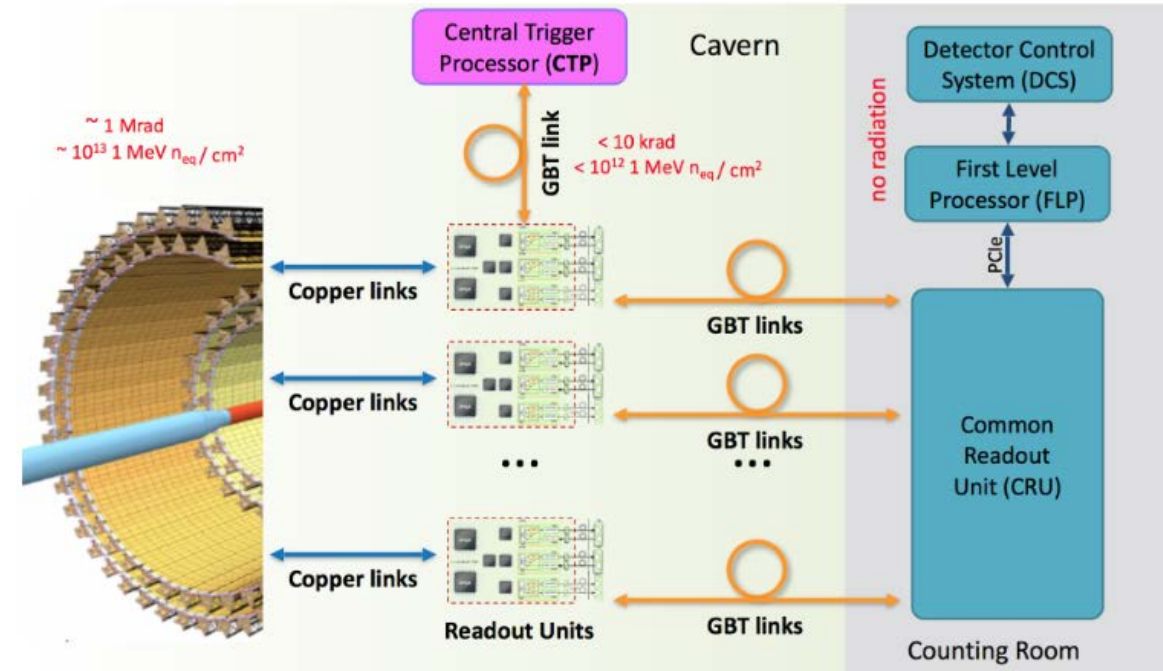 Central Trigger
Processor (CTP)
Cavern
Detector Control
System (DCS)
~ 1 Mrad
~ 10¹³ 1 MeV nₑq / cm²
GBT link
< 10 krad
< 10¹² 1 MeV nₑq / cm²
no radiation
First Level
Processor (FLP)
PCIe
Copper links
GBT links
Copper links
GBT links
...
...
Common
Readout
Unit (CRU)
Copper links
GBT links
Readout Units
Counting Room